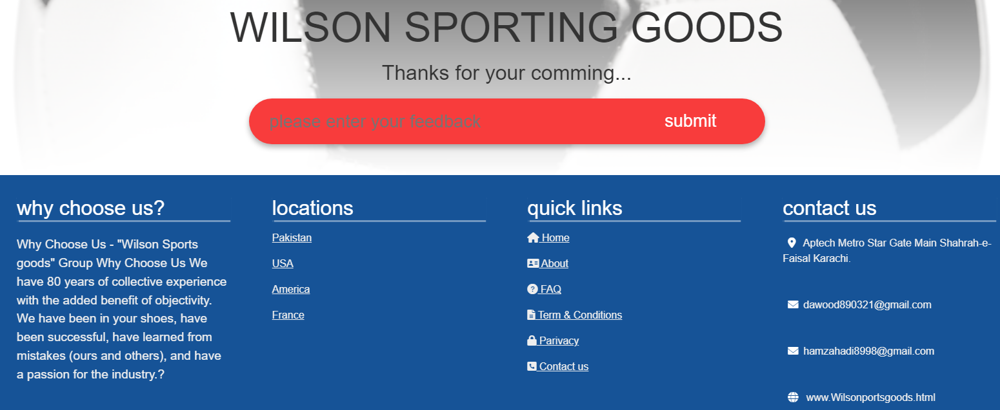 WILSON SPORTING GOODS
Thanks for your comming...
please enter your feedback
submit
why choose us?
Why Choose Us - "Wilson Sports
goods" Group Why Choose Us We
have 80 years of collective experience
with the added benefit of objectivity.
We have been in your shoes, have
been successful, have learned from
mistakes (ours and others), and have
a passion for the industry.?
locations
Pakistan
USA
America
France
quick links
Home
About
FAQ
Term & Conditions
Parivacy
Contact us
contact us
Aptech Metro Star Gate Main Shahrah-e-
Faisal Karachi.
dawood890321@gmail.com
hamzahadi8998@gmail.com
www.Wilsonportsgoods.html